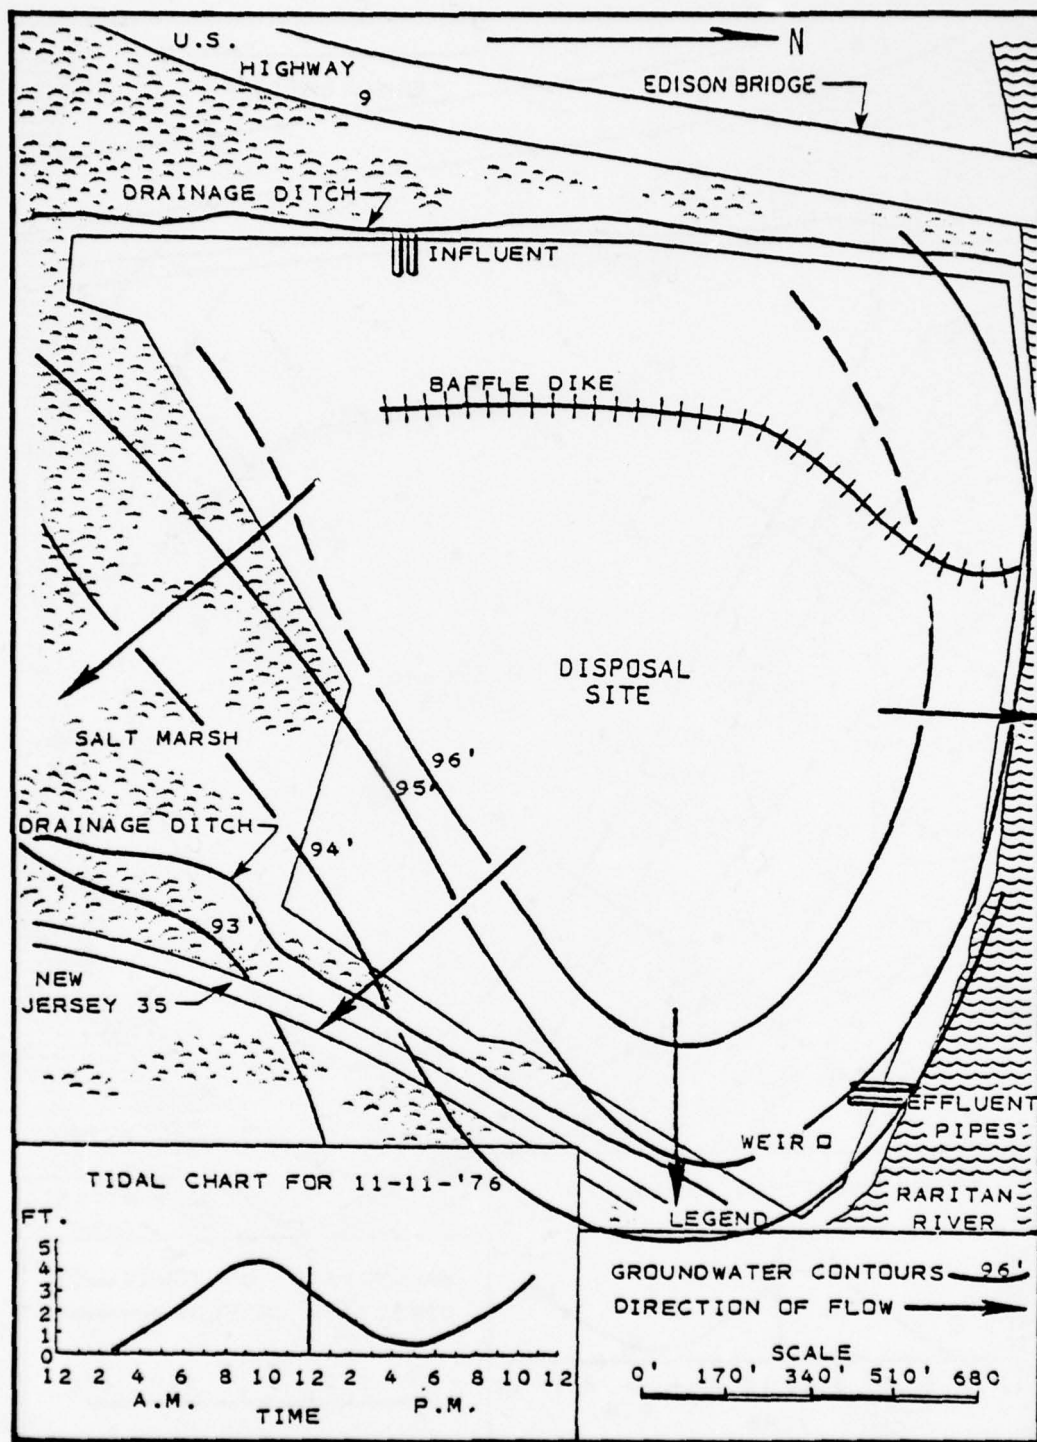 U.S.
HIGHWAY
9
N
EDISON BRIDGE
DRAINAGE DITCH
INFLUENT
BAFFLE DIKE
DISPOSAL
SITE
SALT MARSH
96'
95'
DRAINAGE DITCH
94'
93'
NEW
JERSEY 35
EFFLUENT
PIPES
WEIR
RARITAN
RIVER
TIDAL CHART FOR 11-11-'76
FT.
5
4
3
2
1
0
12 2 4 6 8 10 12 2 4 6 8 10 12
A.M. P.M.
TIME
LEGEND
GROUNDWATER CONTOURS 96'
DIRECTION OF FLOW
SCALE
0' 170' 340' 510' 680